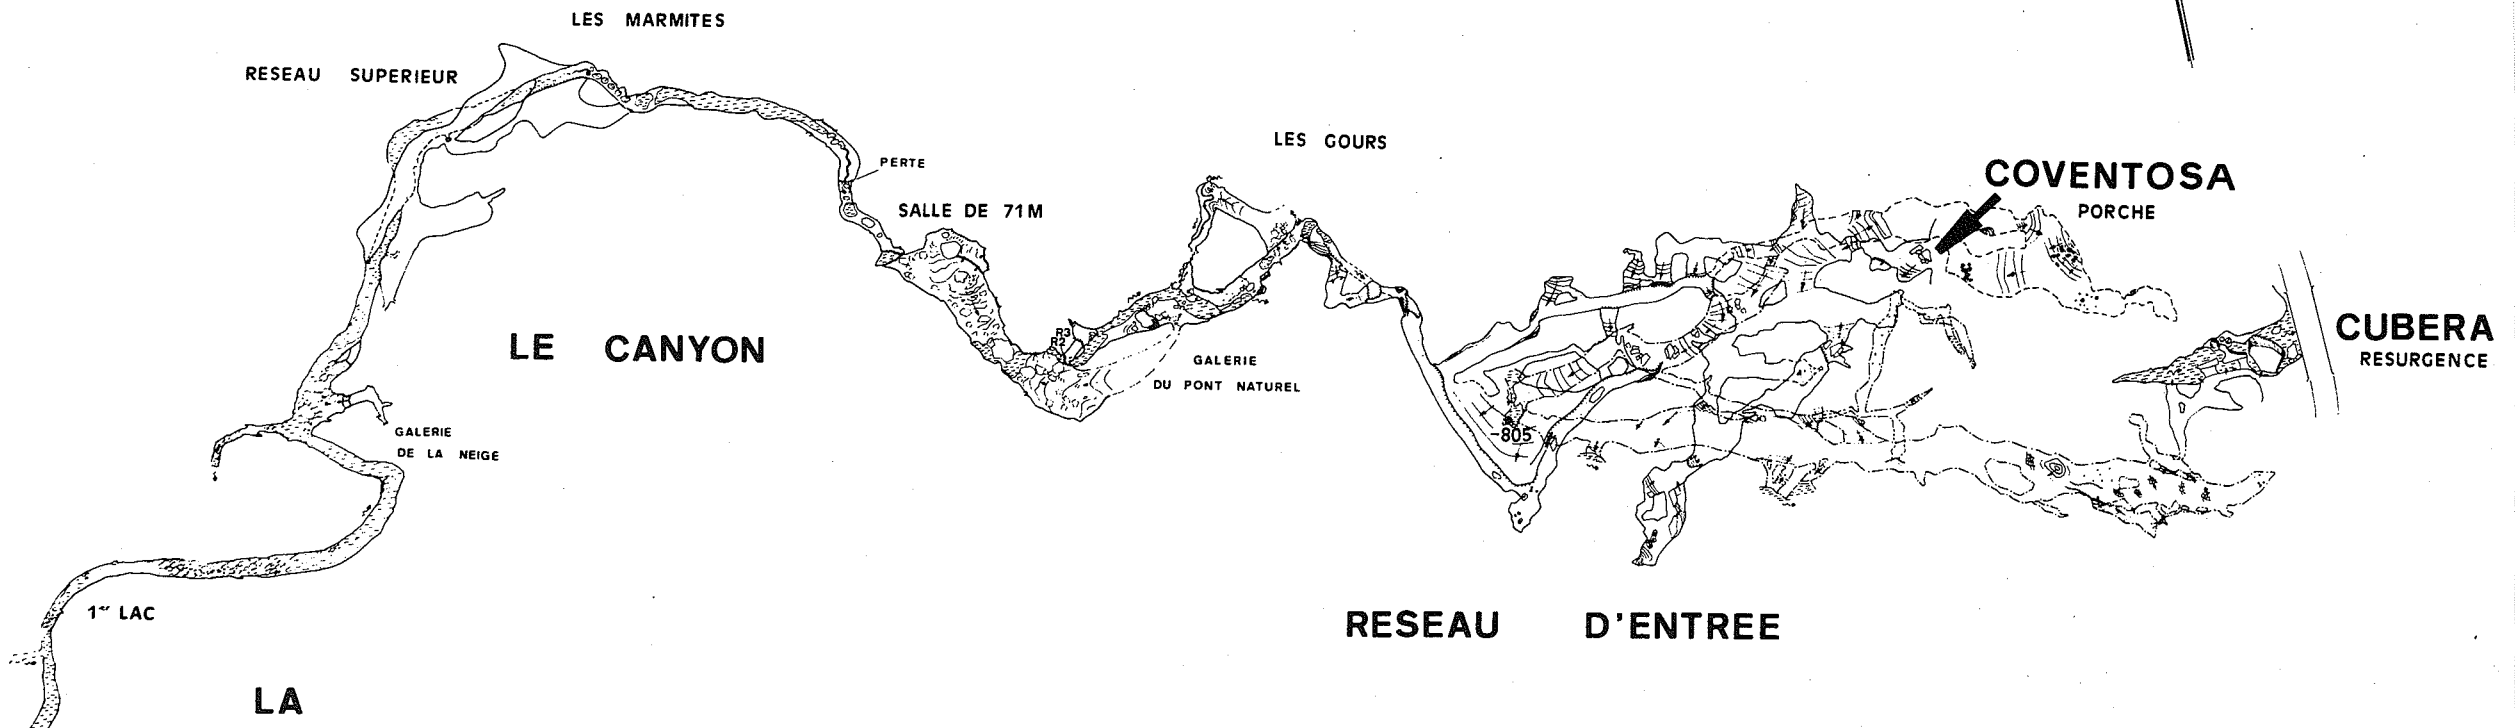 LES MARMITES
RESEAU SUPERIEUR
PERTE
LES GOURS
COVENTOSA
PORCHE
SALLE DE 71M
LE CANYON
R3
R2
GALERIE
DU PONT NATUREL
CUBERA
RESURGENCE
GALERIE
DE LA NEIGE
-805
1er LAC
RESEAU D'ENTREE
LA